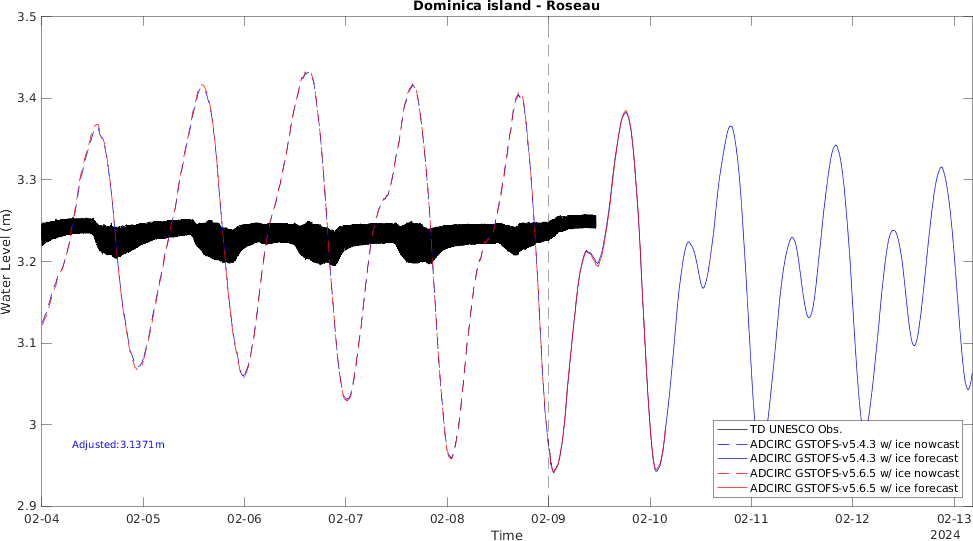 Dominica island - Roseau
3.5
3.4
3.3
3.2
3.1
3
2.9
Water Level (m)
Adjusted:3.1371m
TD UNESCO Obs.
ADCIRC GSTOFS-v5.4.3 w/ ice nowcast
ADCIRC GSTOFS-v5.4.3 w/ ice forecast
ADCIRC GSTOFS-v5.6.5 w/ ice nowcast
ADCIRC GSTOFS-v5.6.5 w/ ice forecast
02-04 02-05 02-06 02-07 02-08 02-09 02-10 02-11 02-12 02-13
Time
2024